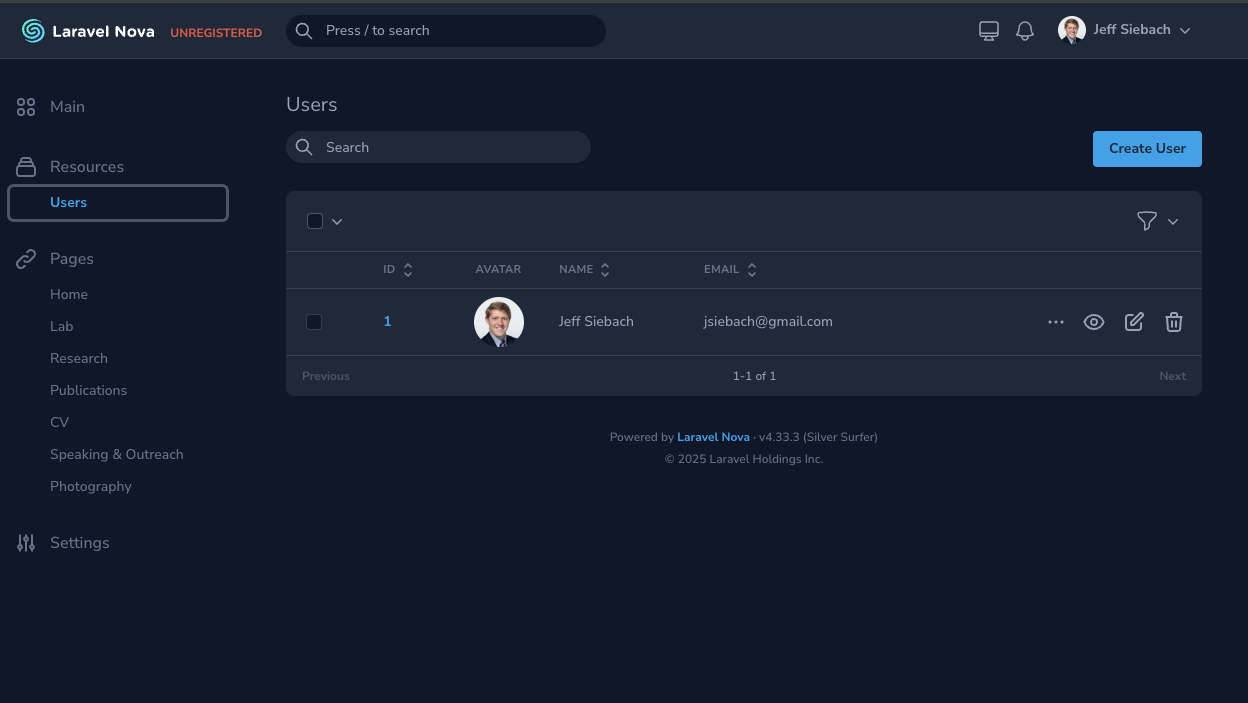 Laravel Nova UNREGISTERED Press / to search Jeff Siebach
Main
Resources
Users
Pages
Home
Lab
Research
Publications
CV
Speaking & Outreach
Photography
Settings
Users
Search
Create User
ID AVATAR NAME EMAIL
1 Jeff Siebach jsiebach@gmail.com
Previous 1-1 of 1 Next
Powered by Laravel Nova · v4.33.3 (Silver Surfer)
© 2025 Laravel Holdings Inc.